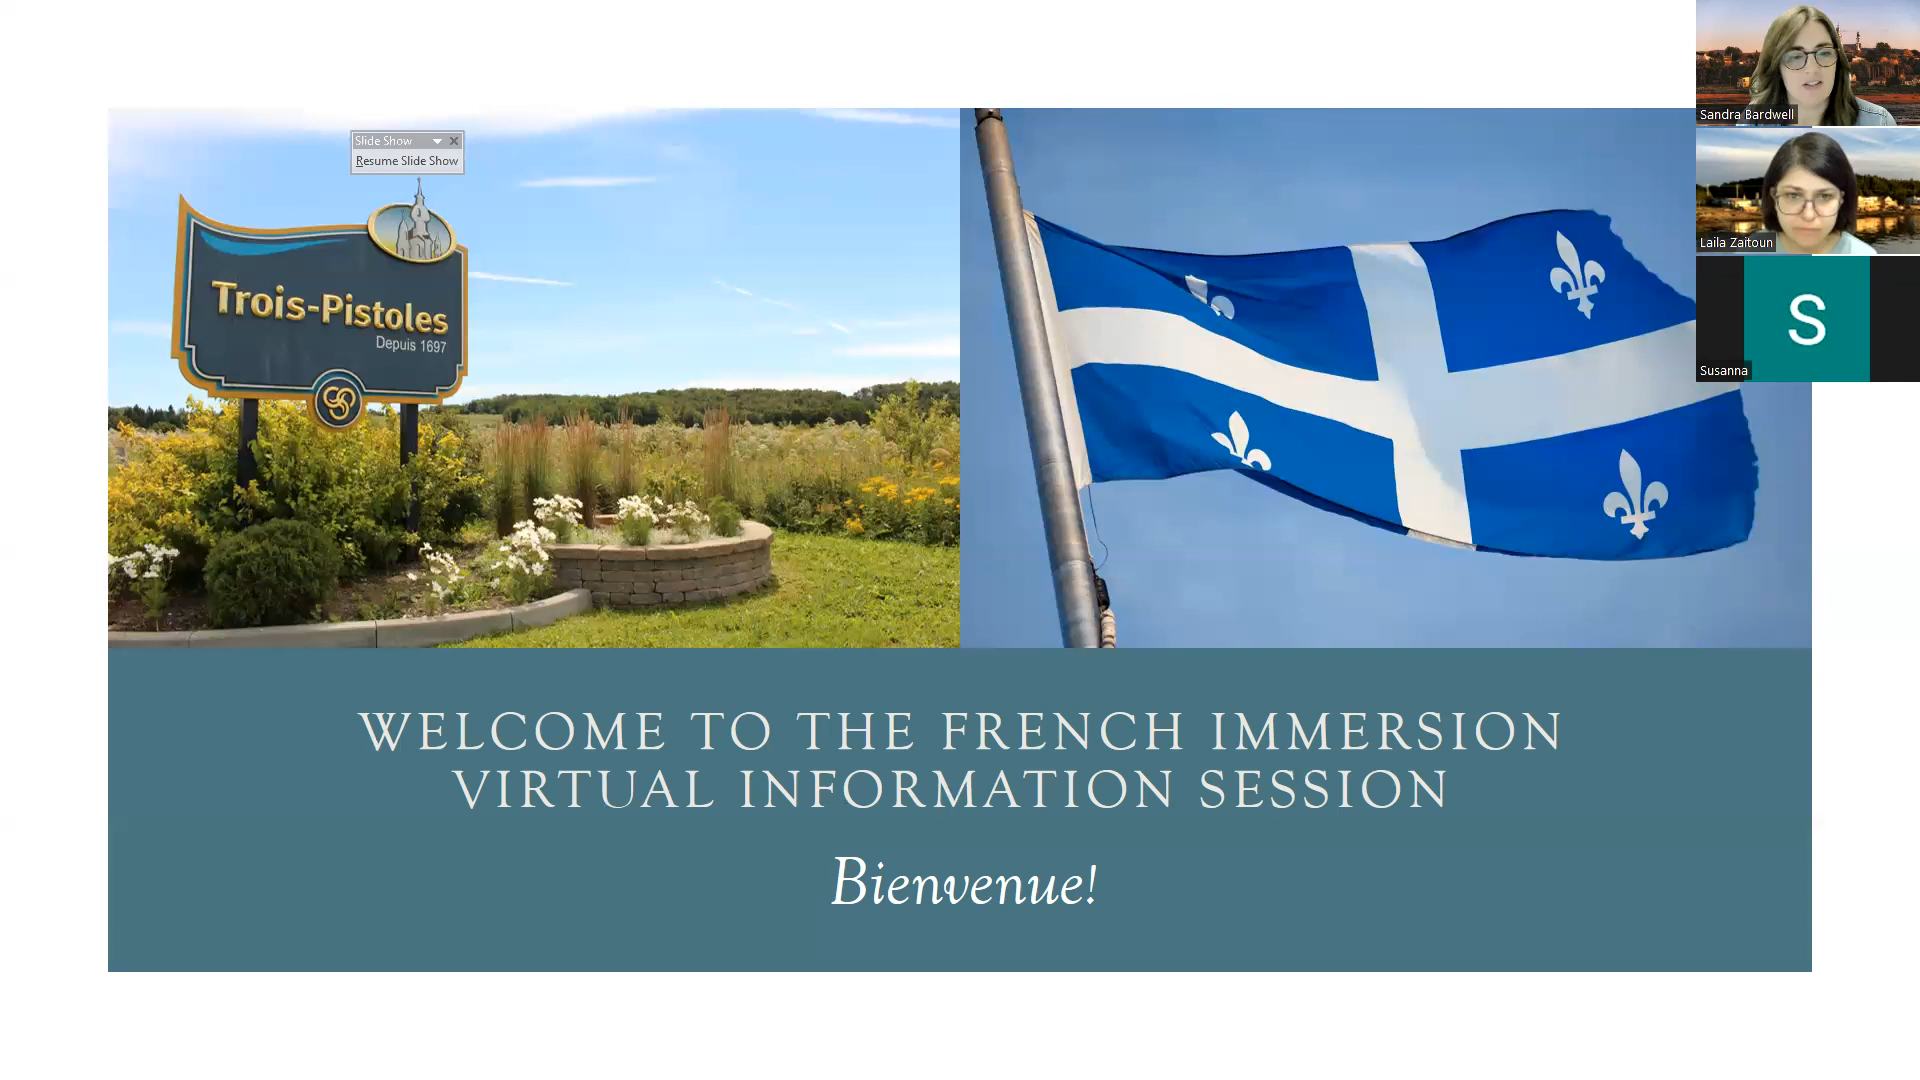 Slide Show
Resume Slide Show
Trois-Pistoles
Depuis 1697
WELCOME TO THE FRENCH IMMERSION
VIRTUAL INFORMATION SESSION
Bienvenue!
Sandra Bardwell
Laila Zaitoun
S
Susanna